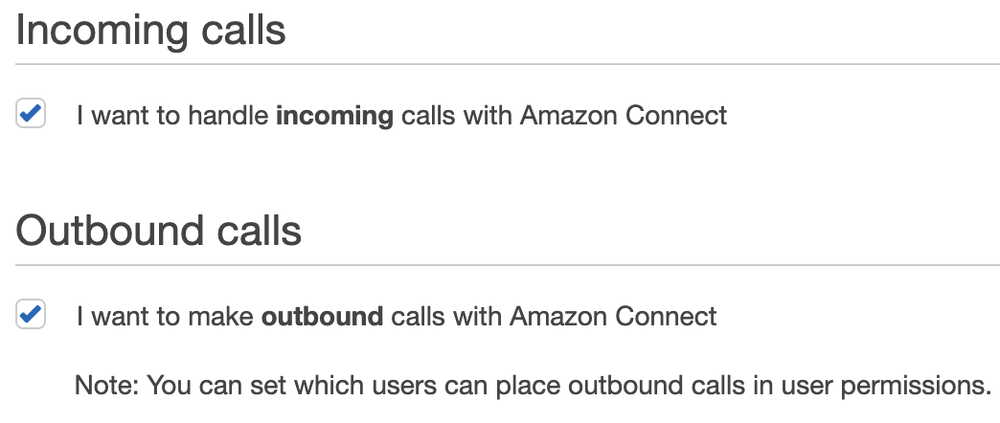 Incoming calls
I want to handle incoming calls with Amazon Connect
Outbound calls
I want to make outbound calls with Amazon Connect
Note: You can set which users can place outbound calls in user permissions.